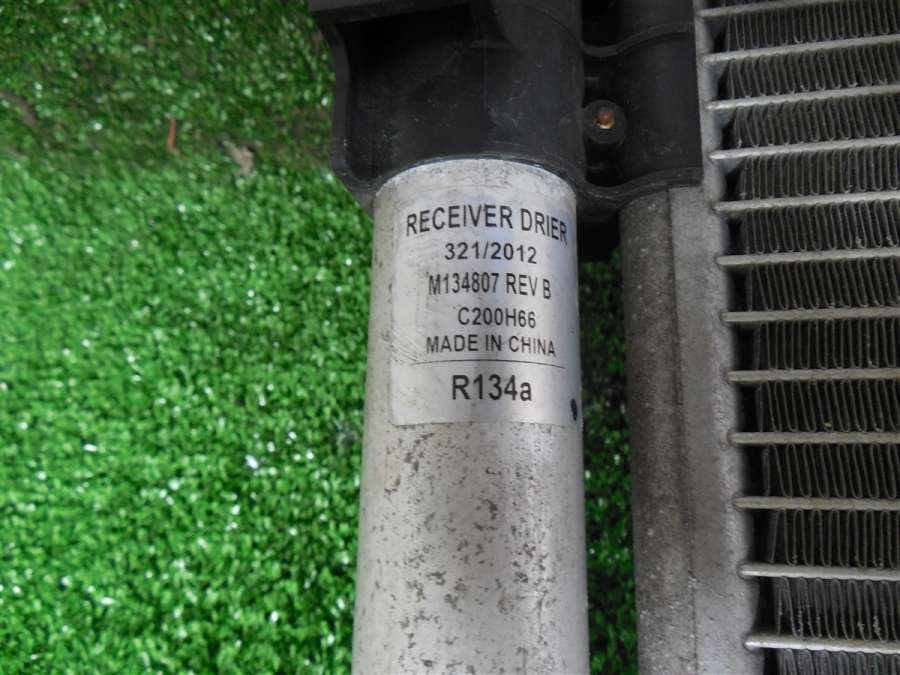 RECEIVER DRIER
321/2012
M134807 REV B
C200H66
MADE IN CHINA
R134a